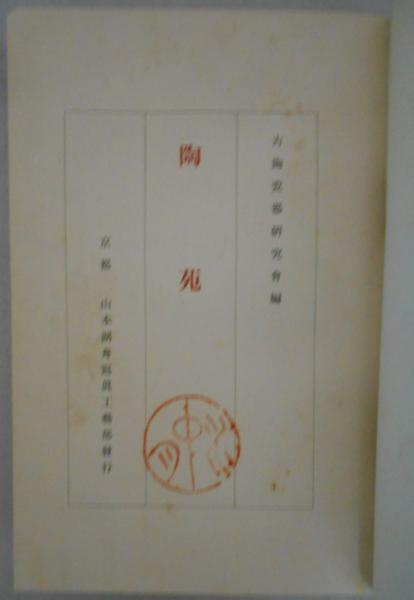 古陶瓷器研究會編
陶苑
京都 山本湖舟寫眞工藝部發行